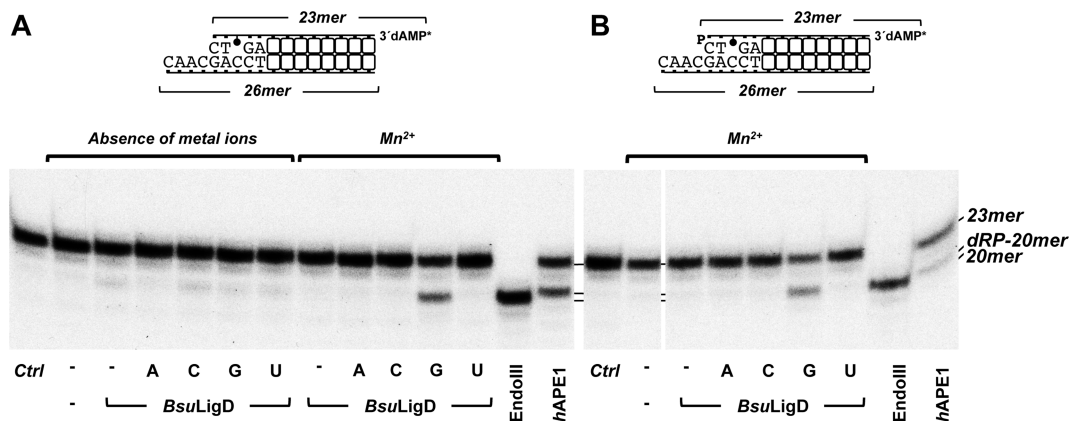 A
23mer
3´dAMP*
CT GA
CAACGACCT
26mer
Absence of metal ions
Mn2+
Ctrl - - A C G U - A C G U EndoIII hAPE1
- BsuLigD BsuLigD
B
23mer
P
3´dAMP*
CT GA
CAACGACCT
26mer
Mn2+
23mer
dRP-20mer
20mer
Ctrl - - A C G U EndoIII hAPE1
- BsuLigD